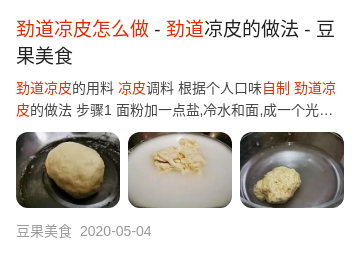 劲道凉皮怎么做 - 劲道凉皮的做法 - 豆
果美食
劲道凉皮的用料 凉皮调料 根据个人口味自制 劲道凉
皮的做法 步骤1 面粉加一点盐,冷水和面,成一个光...
豆果美食 2020-05-04